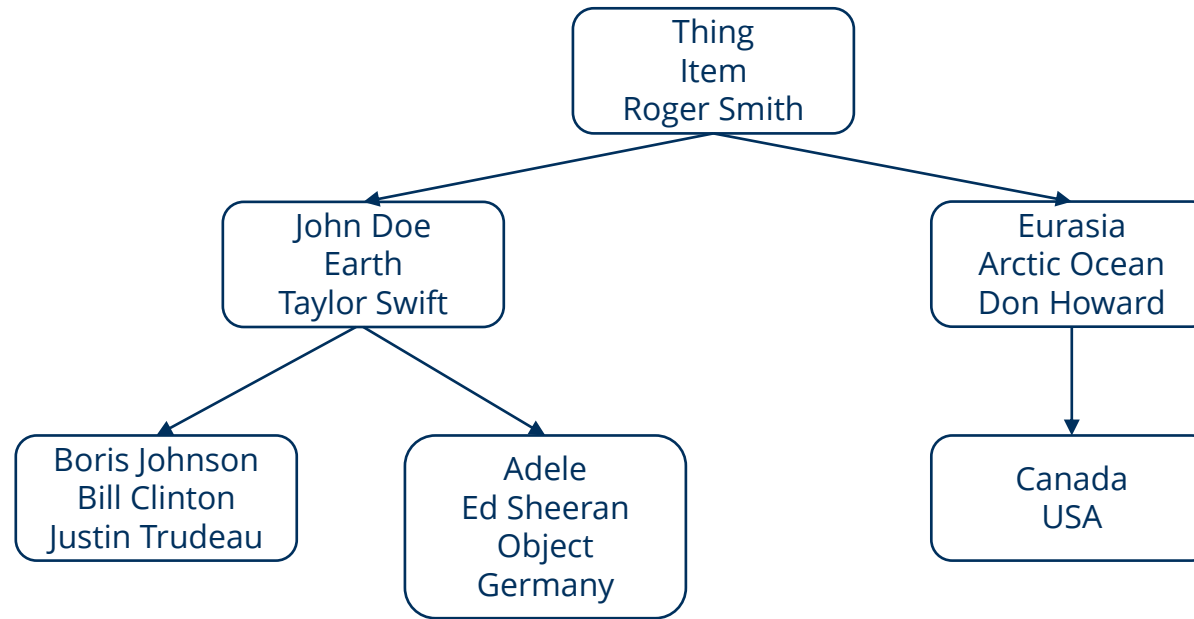 Thing
Item
Roger Smith
John Doe
Earth
Taylor Swift
Eurasia
Arctic Ocean
Don Howard
Boris Johnson
Bill Clinton
Justin Trudeau
Adele
Ed Sheeran
Object
Germany
Canada
USA